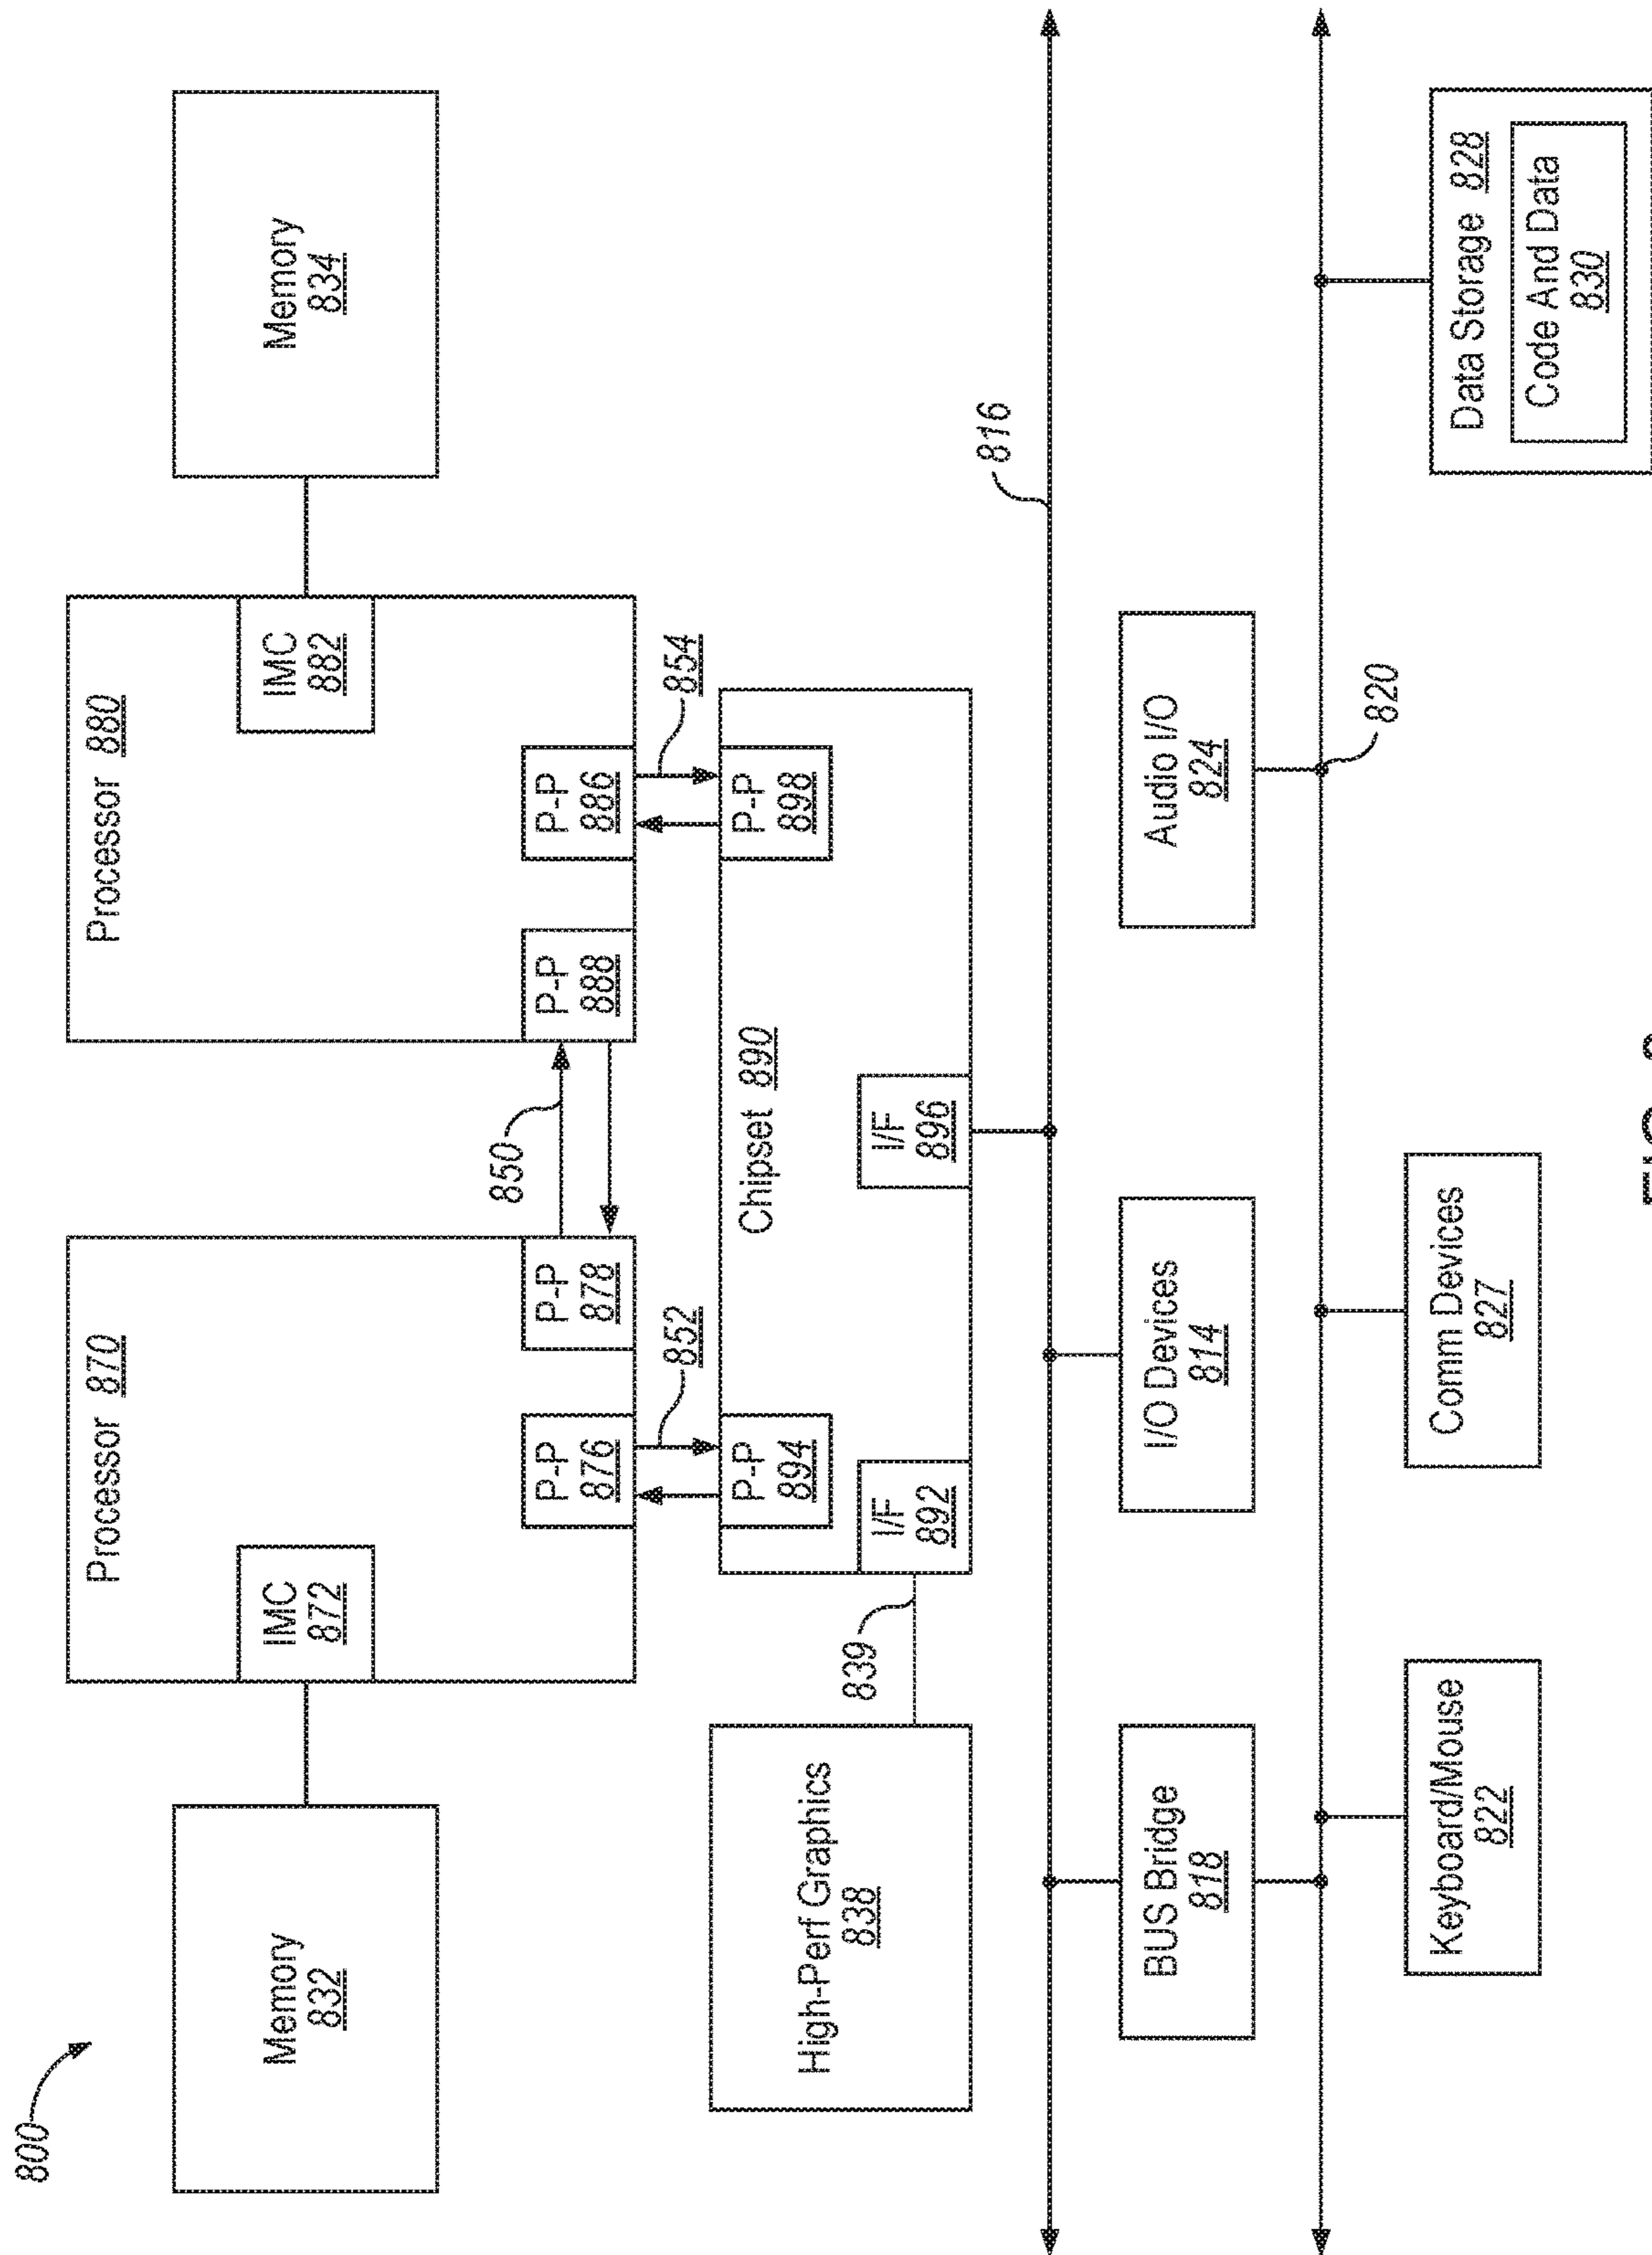 800
Memory
832
Processor 870
IMC
872
P-P
876
P-P
878
850
Processor 880
IMC
882
P-P
888
P-P
886
Memory
834
852
854
High-Perf Graphics
838
839
Chipset 890
P-P
894
P-P
898
I/F
892
I/F
896
816
BUS Bridge
818
I/O Devices
814
Audio I/O
824
820
Keyboard/Mouse
822
Comm Devices
827
Data Storage 828
Code And Data
830